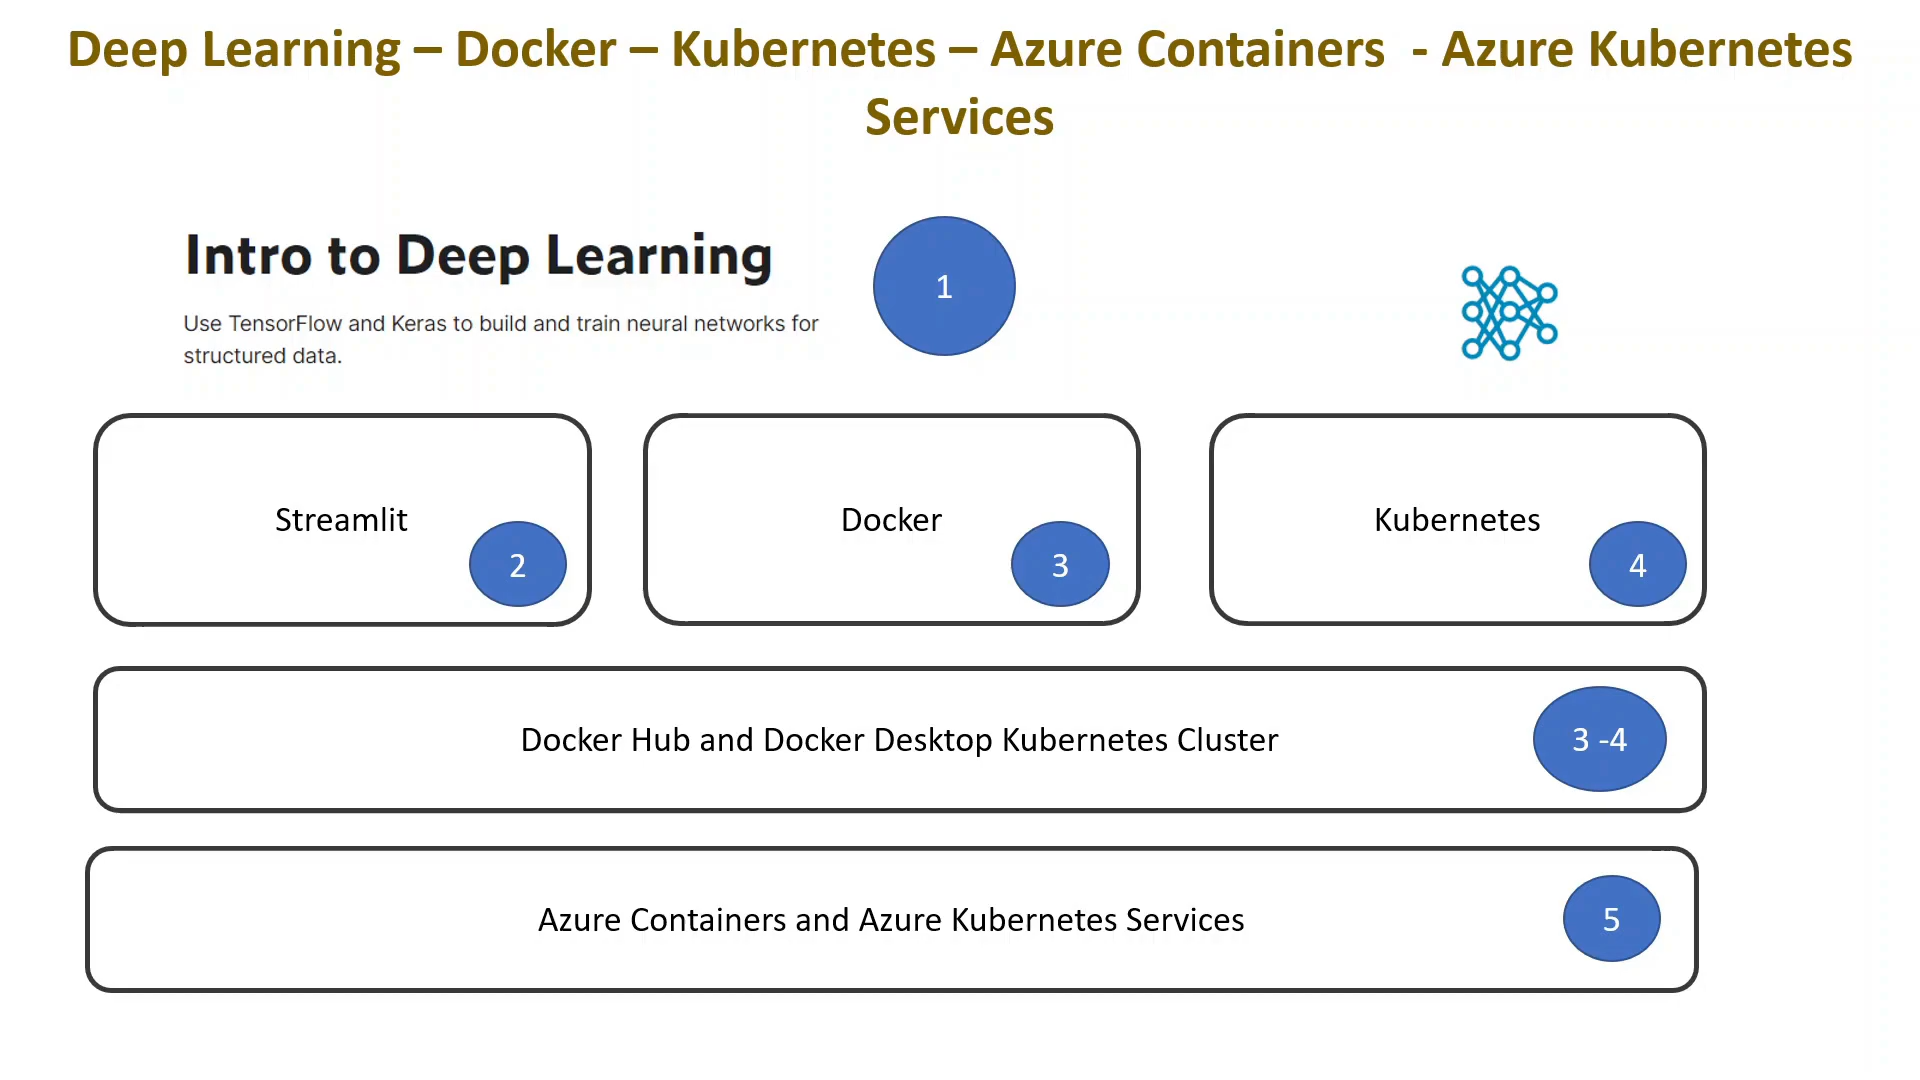 Deep Learning – Docker – Kubernetes – Azure Containers  - Azure Kubernetes
Services
Intro to Deep Learning
1
Use TensorFlow and Keras to build and train neural networks for
structured data.
Streamlit
2
Docker
3
Kubernetes
4
Docker Hub and Docker Desktop Kubernetes Cluster
3 -4
Azure Containers and Azure Kubernetes Services
5